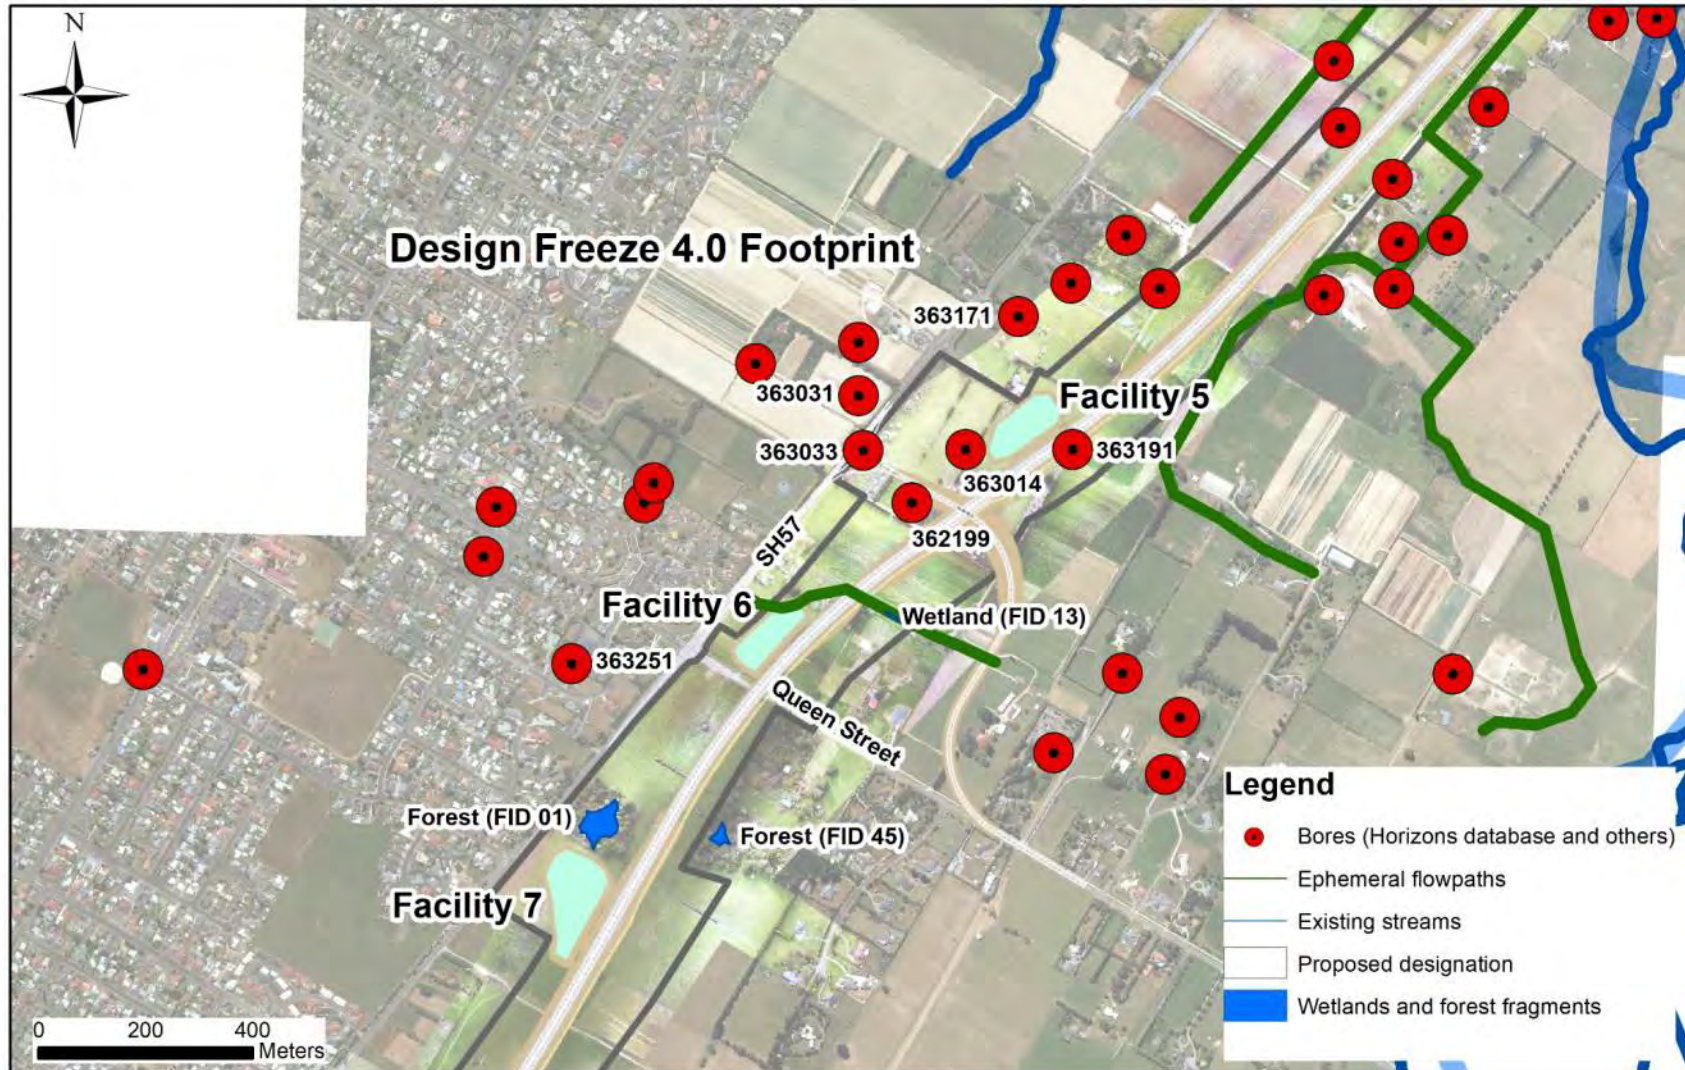 N
Design Freeze 4.0 Footprint
363171
363031
Facility 5
363033
363191
363014
362199
SH57
Facility 6
Wetland (FID 13)
363251
Queen Street
Forest (FID 01)
Forest (FID 45)
Facility 7
Legend
Bores (Horizons database and others)
Ephemeral flowpaths
Existing streams
Proposed designation
Wetlands and forest fragments
0 200 400
Meters